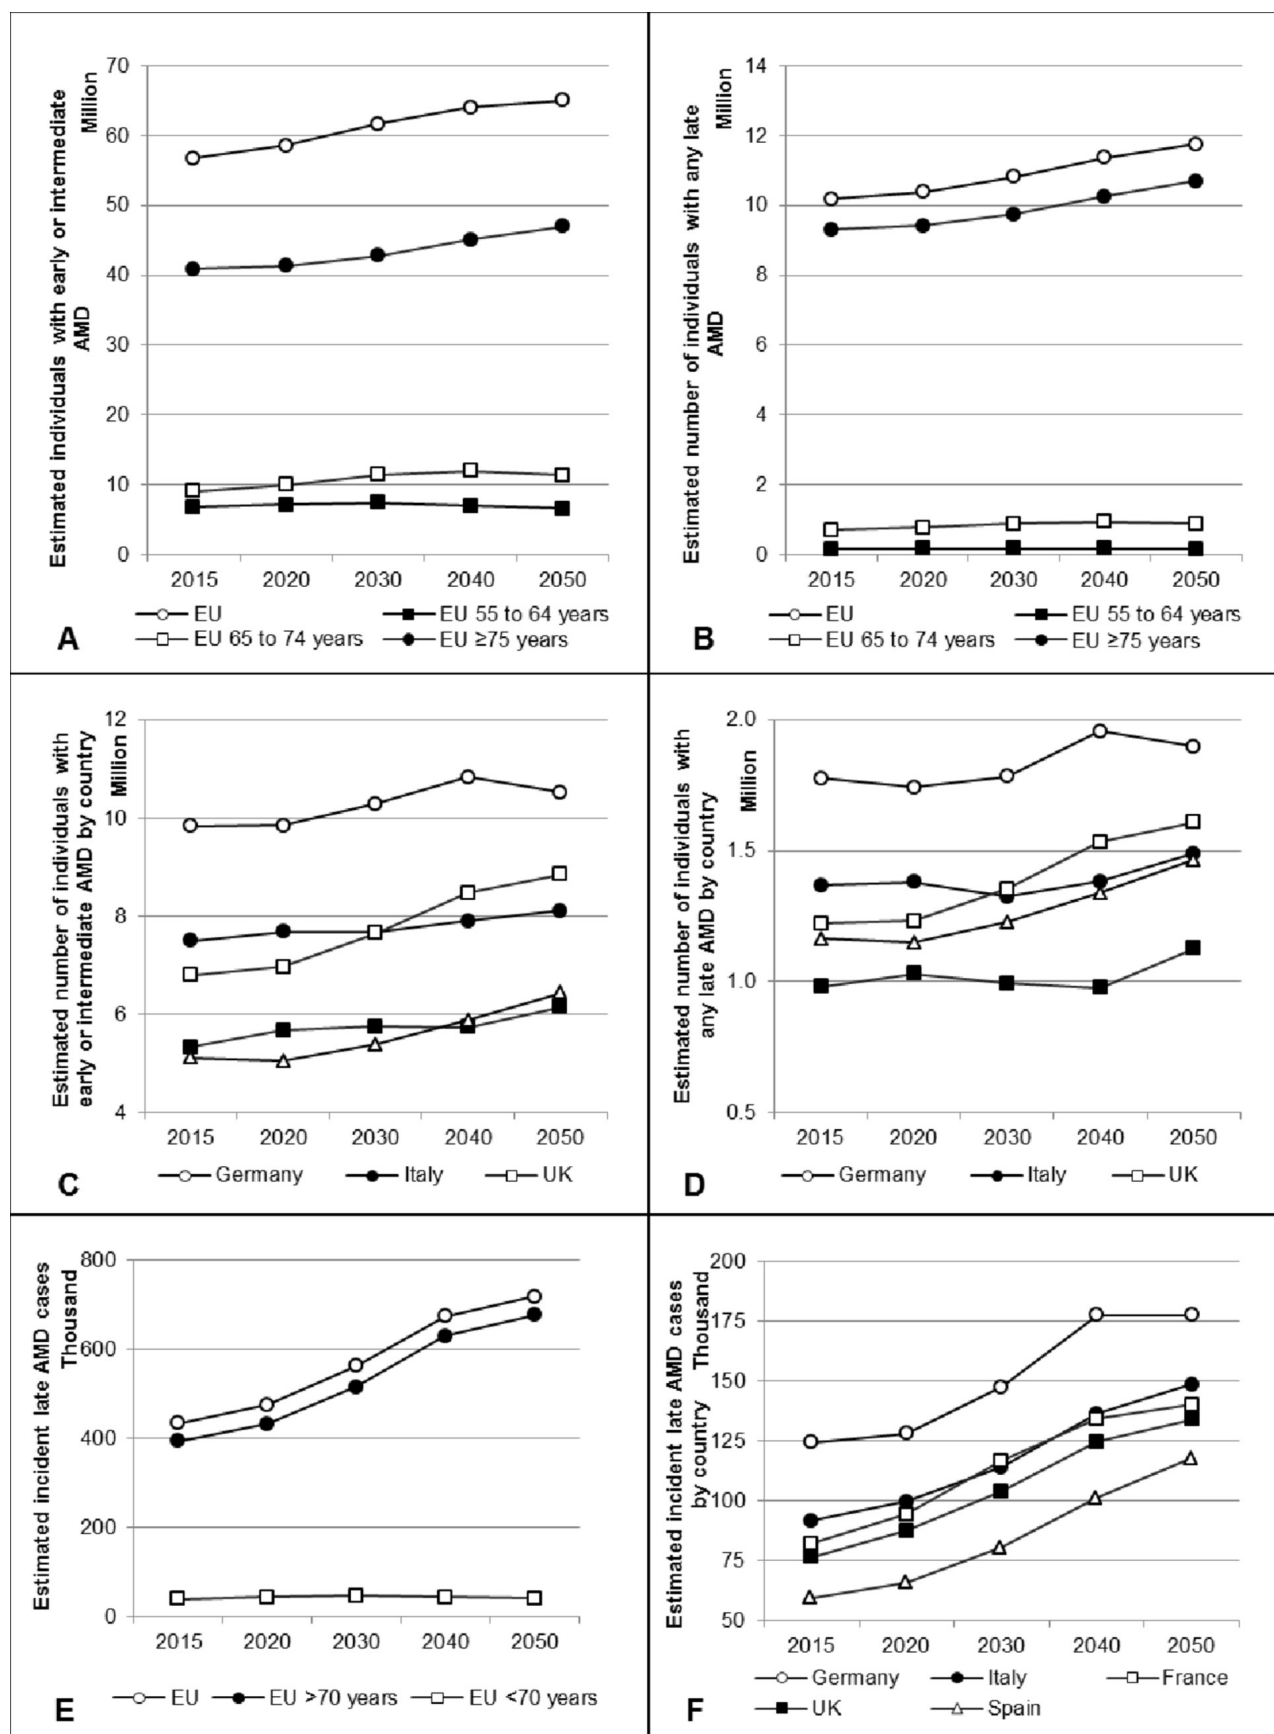 Estimated individuals with early or intermediate
AMD
Million
70
60
50
40
30
20
10
0
2015 2020 2030 2040 2050
EU EU 55 to 64 years
EU 65 to 74 years EU ≥75 years
A
Estimated number of individuals with any late
AMD
Million
14
12
10
8
6
4
2
0
2015 2020 2030 2040 2050
EU EU 55 to 64 years
EU 65 to 74 years EU ≥75 years
B
Estimated number of individuals with
early or intermediate AMD by country
Million
12
10
8
6
4
2015 2020 2030 2040 2050
Germany Italy UK
C
Estimated number of individuals with
any late AMD by country
Million
2.0
1.5
1.0
0.5
2015 2020 2030 2040 2050
Germany Italy UK
D
Estimated incident late AMD cases
Thousand
800
600
400
200
0
2015 2020 2030 2040 2050
EU EU >70 years EU <70 years
E
Estimated incident late AMD cases
by country Thousand
200
175
150
125
100
75
50
2015 2020 2030 2040 2050
Germany Italy France
UK Spain
F